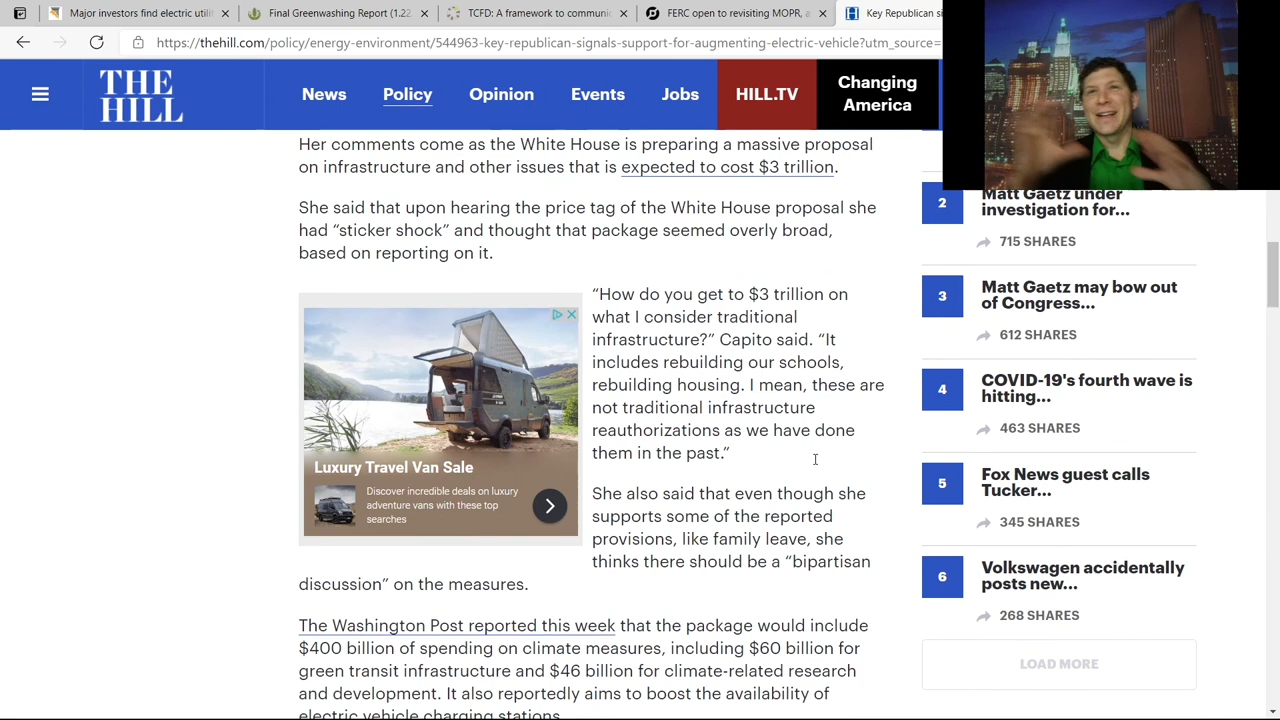 Major investors find electric utilit
Final Greenwashing Report (1.22
TCFD: A framework to communic
FERC open to revisiting MOPR, a
Key Republican si
https://thehill.com/policy/energy-environment/544963-key-republican-signals-support-for-augmenting-electric-vehicle?utm_source=
THE
HILL
News
Policy
Opinion
Events
Jobs
HILL.TV
Changing
America
Her comments come as the White House is preparing a massive proposal
on infrastructure and other issues that is expected to cost $3 trillion.
She said that upon hearing the price tag of the White House proposal she
had “sticker shock” and thought that package seemed overly broad,
based on reporting on it.
“How do you get to $3 trillion on
what I consider traditional
infrastructure?” Capito said. “It
includes rebuilding our schools,
rebuilding housing. I mean, these are
not traditional infrastructure
reauthorizations as we have done
them in the past.”
Luxury Travel Van Sale
Discover incredible deals on luxury
adventure vans with these top
searches
She also said that even though she
supports some of the reported
provisions, like family leave, she
thinks there should be a “bipartisan
discussion” on the measures.
The Washington Post reported this week that the package would include
$400 billion of spending on climate measures, including $60 billion for
green transit infrastructure and $46 billion for climate-related research
and development. It also reportedly aims to boost the availability of
electric vehicle charging stations.
2
Matt Gaetz under
investigation for...
715 SHARES
3
Matt Gaetz may bow out
of Congress...
612 SHARES
4
COVID-19's fourth wave is
hitting...
463 SHARES
5
Fox News guest calls
Tucker...
345 SHARES
6
Volkswagen accidentally
posts new...
268 SHARES
LOAD MORE